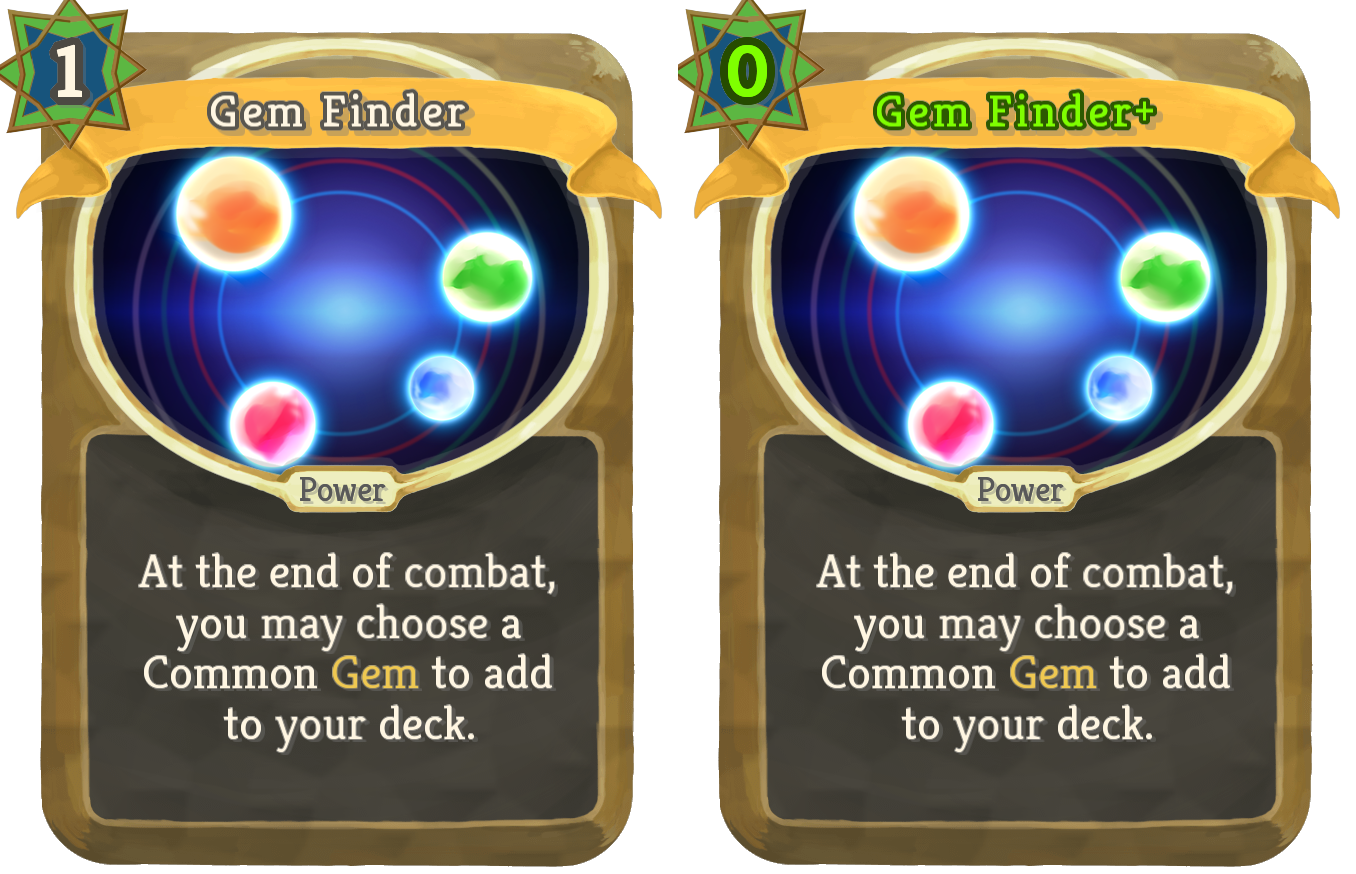 1
Gem Finder
Power
At the end of combat,
you may choose a
Common Gem to add
to your deck.
0
Gem Finder+
Power
At the end of combat,
you may choose a
Common Gem to add
to your deck.